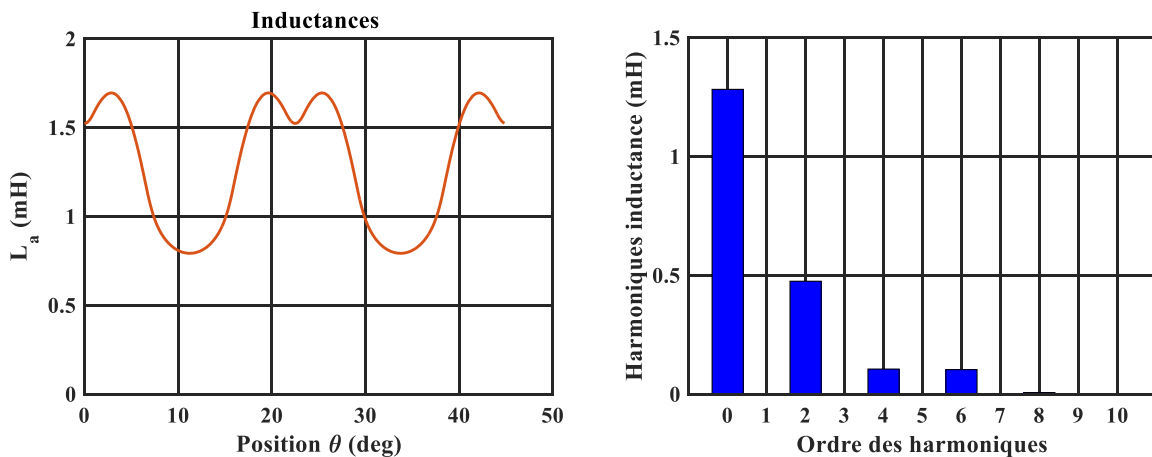 Inductances
2
1.5
1
0.5
0
0 10 20 30 40 50
L a (mH)
Position θ (deg)
1.5
1
0.5
0
0 1 2 3 4 5 6 7 8 9 10
Harmoniques inductance (mH)
Ordre des harmoniques